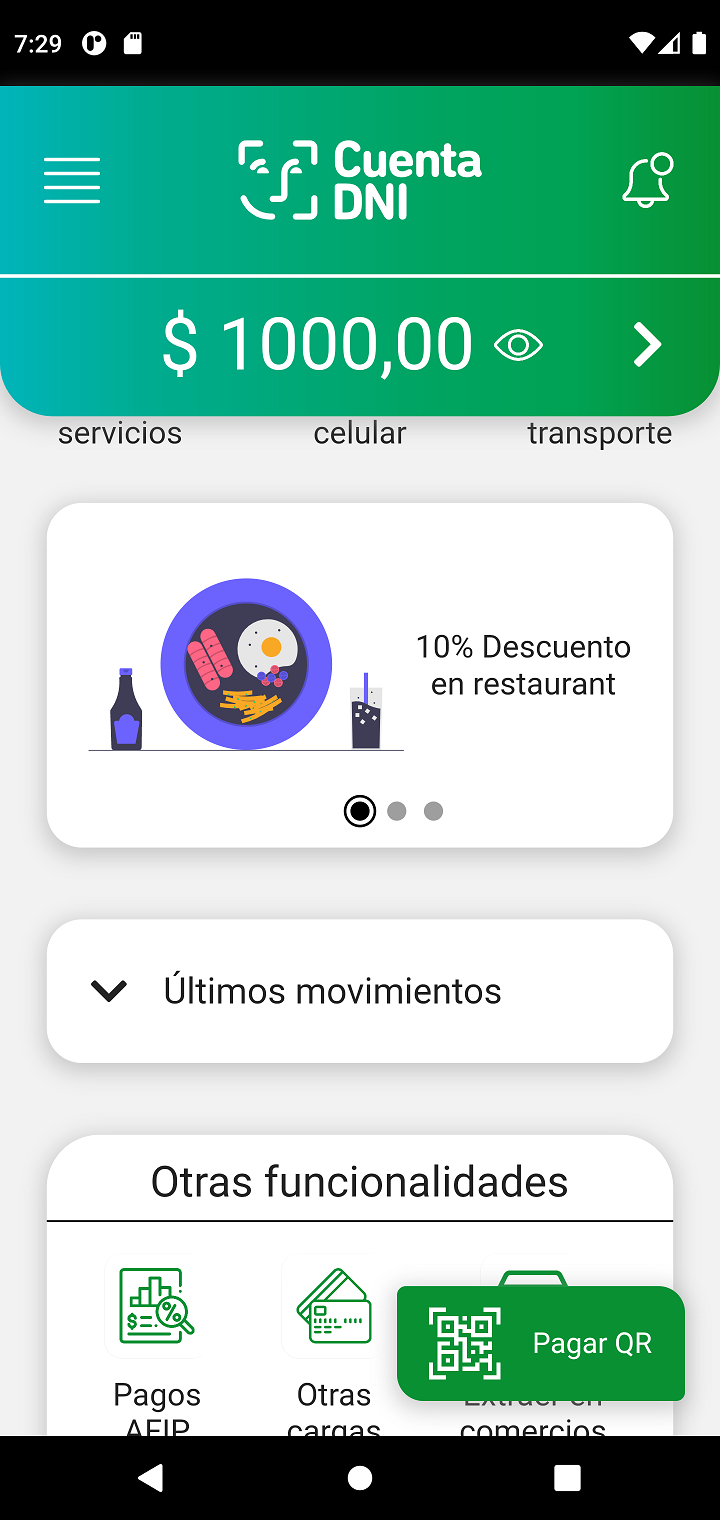 7:29
Cuenta
DNI
$ 1000,00
servicios celular transporte
10% Descuento
en restaurant
Últimos movimientos
Otras funcionalidades
Pagar QR
Pagos Otras Extraer en
AFIP cargas comercios